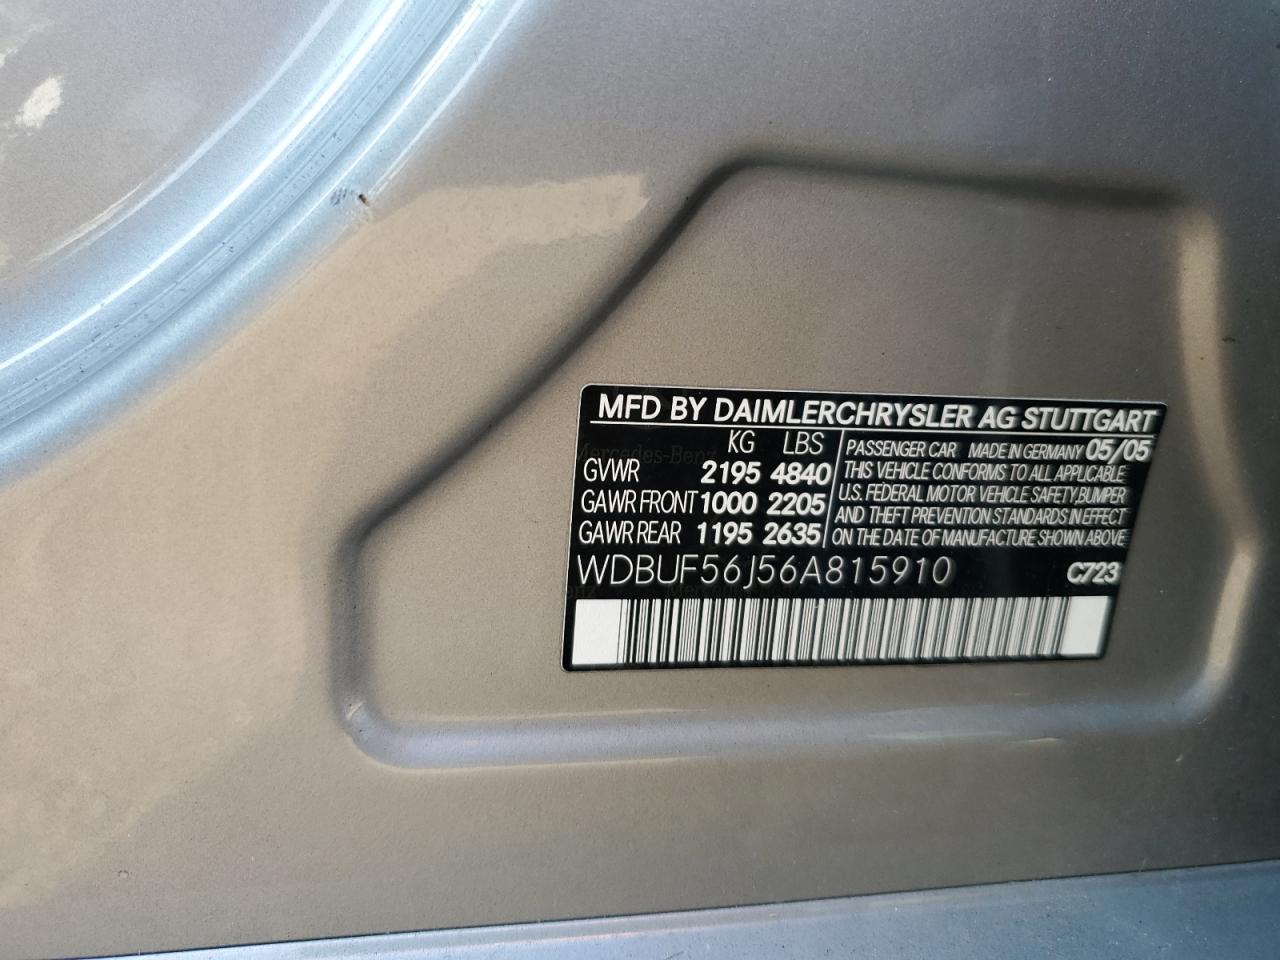 MFD BY DAIMLERCHRYSLER AG STUTTGART
KG LBS
GVWR 2195 4840
GAWR FRONT 1000 2205
GAWR REAR 1195 2635
PASSENGER CAR MADE IN GERMANY 05/05
THIS VEHICLE CONFORMS TO ALL APPLICABLE
U.S. FEDERAL MOTOR VEHICLE SAFETY,BUMPER
AND THEFT PREVENTION STANDARDS IN EFFECT
ON THE DATE OF MANUFACTURE SHOWN ABOVE
WDBUF56J56A815910 C723
Mercedes-Benz